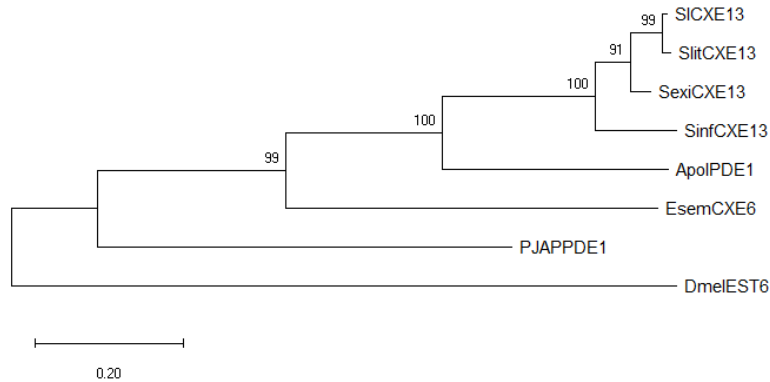 SlCXE13
99
SlitCXE13
91
SexiCXE13
100
SinfCXE13
100
ApolPDE1
99
EsemCXE6
PJAPPDE1
DmelEST6
0.20